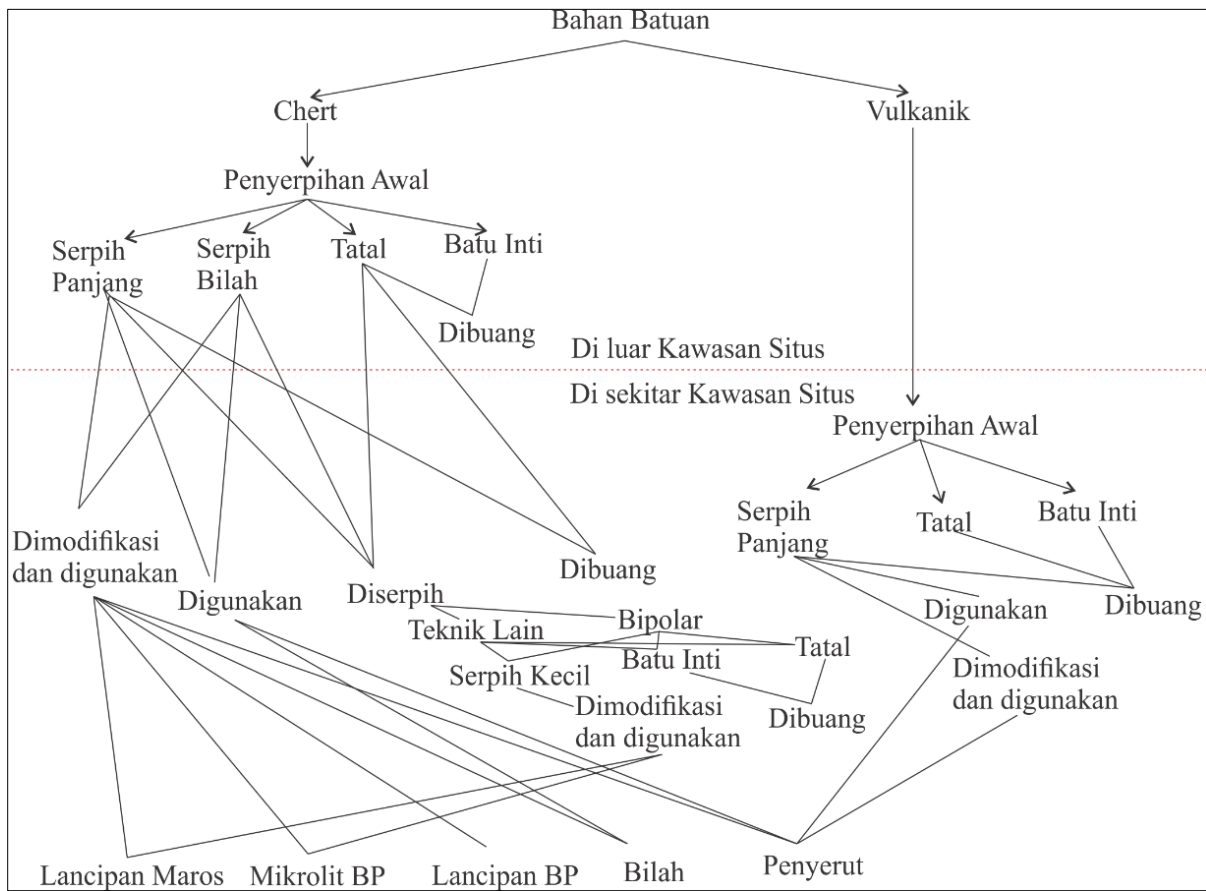 Bahan Batuan
Chert
Vulkanik
Penyerpihan Awal
Serpih
Panjang
Serpih
Bilah
Tatal
Batu Inti
Dibuang
Di luar Kawasan Situs
Di sekitar Kawasan Situs
Penyerpihan Awal
Serpih
Panjang
Tatal
Batu Inti
Dimodifikasi
dan digunakan
Digunakan
Diserpih
Dibuang
Digunakan
Dibuang
Teknik Lain
Bipolar
Serpih Kecil
Batu Inti
Tatal
Dimodifikasi
dan digunakan
Dibuang
Dimodifikasi
dan digunakan
Lancipan Maros
Mikrolit BP
Lancipan BP
Bilah
Penyerut